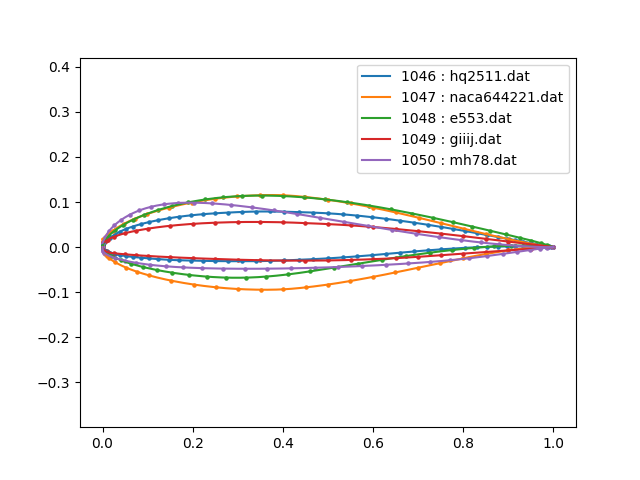 0.4
0.3
0.2
0.1
0.0
−0.1
−0.2
−0.3
0.0 0.2 0.4 0.6 0.8 1.0
1046 : hq2511.dat
1047 : naca644221.dat
1048 : e553.dat
1049 : giiij.dat
1050 : mh78.dat